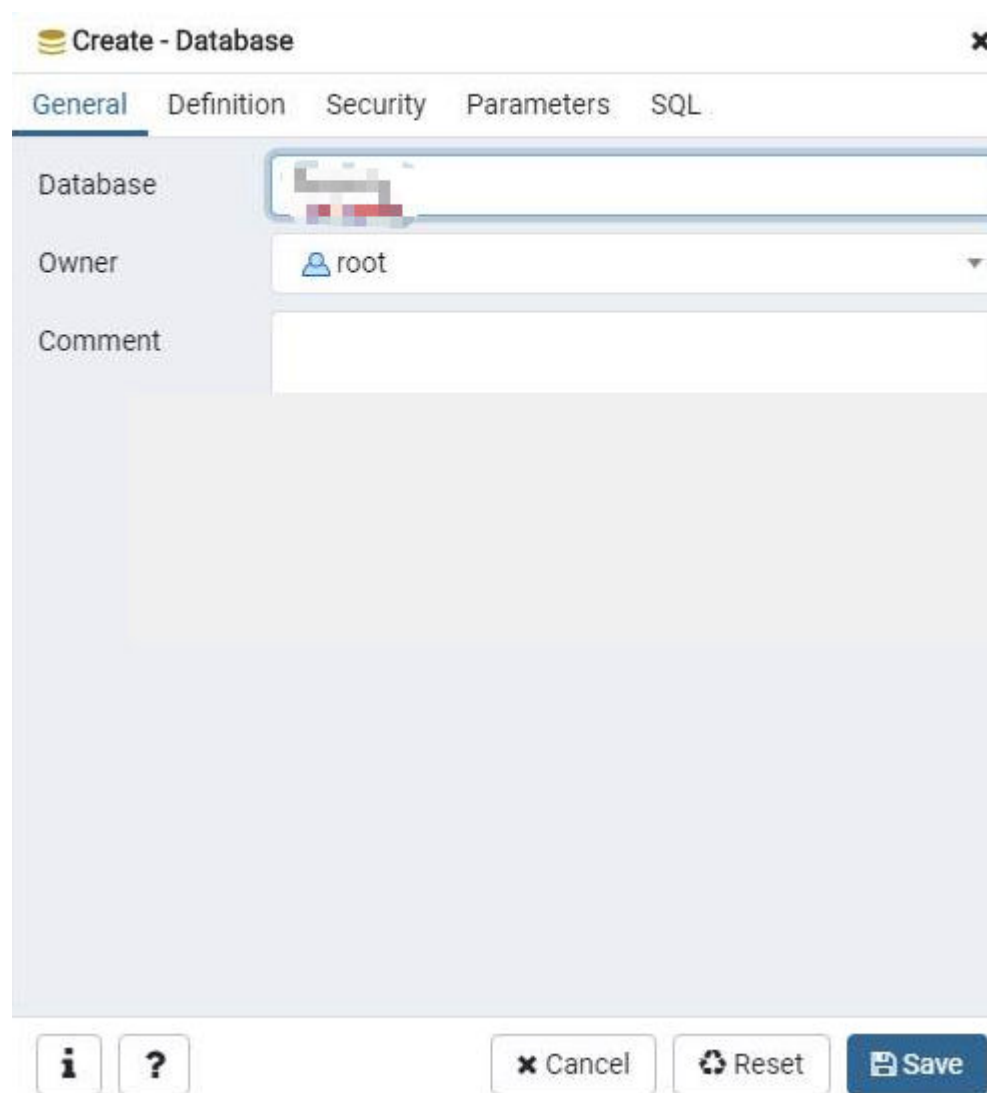 Create - Database
General Definition Security Parameters SQL
Database
Owner root
Comment
i ? Cancel Reset Save